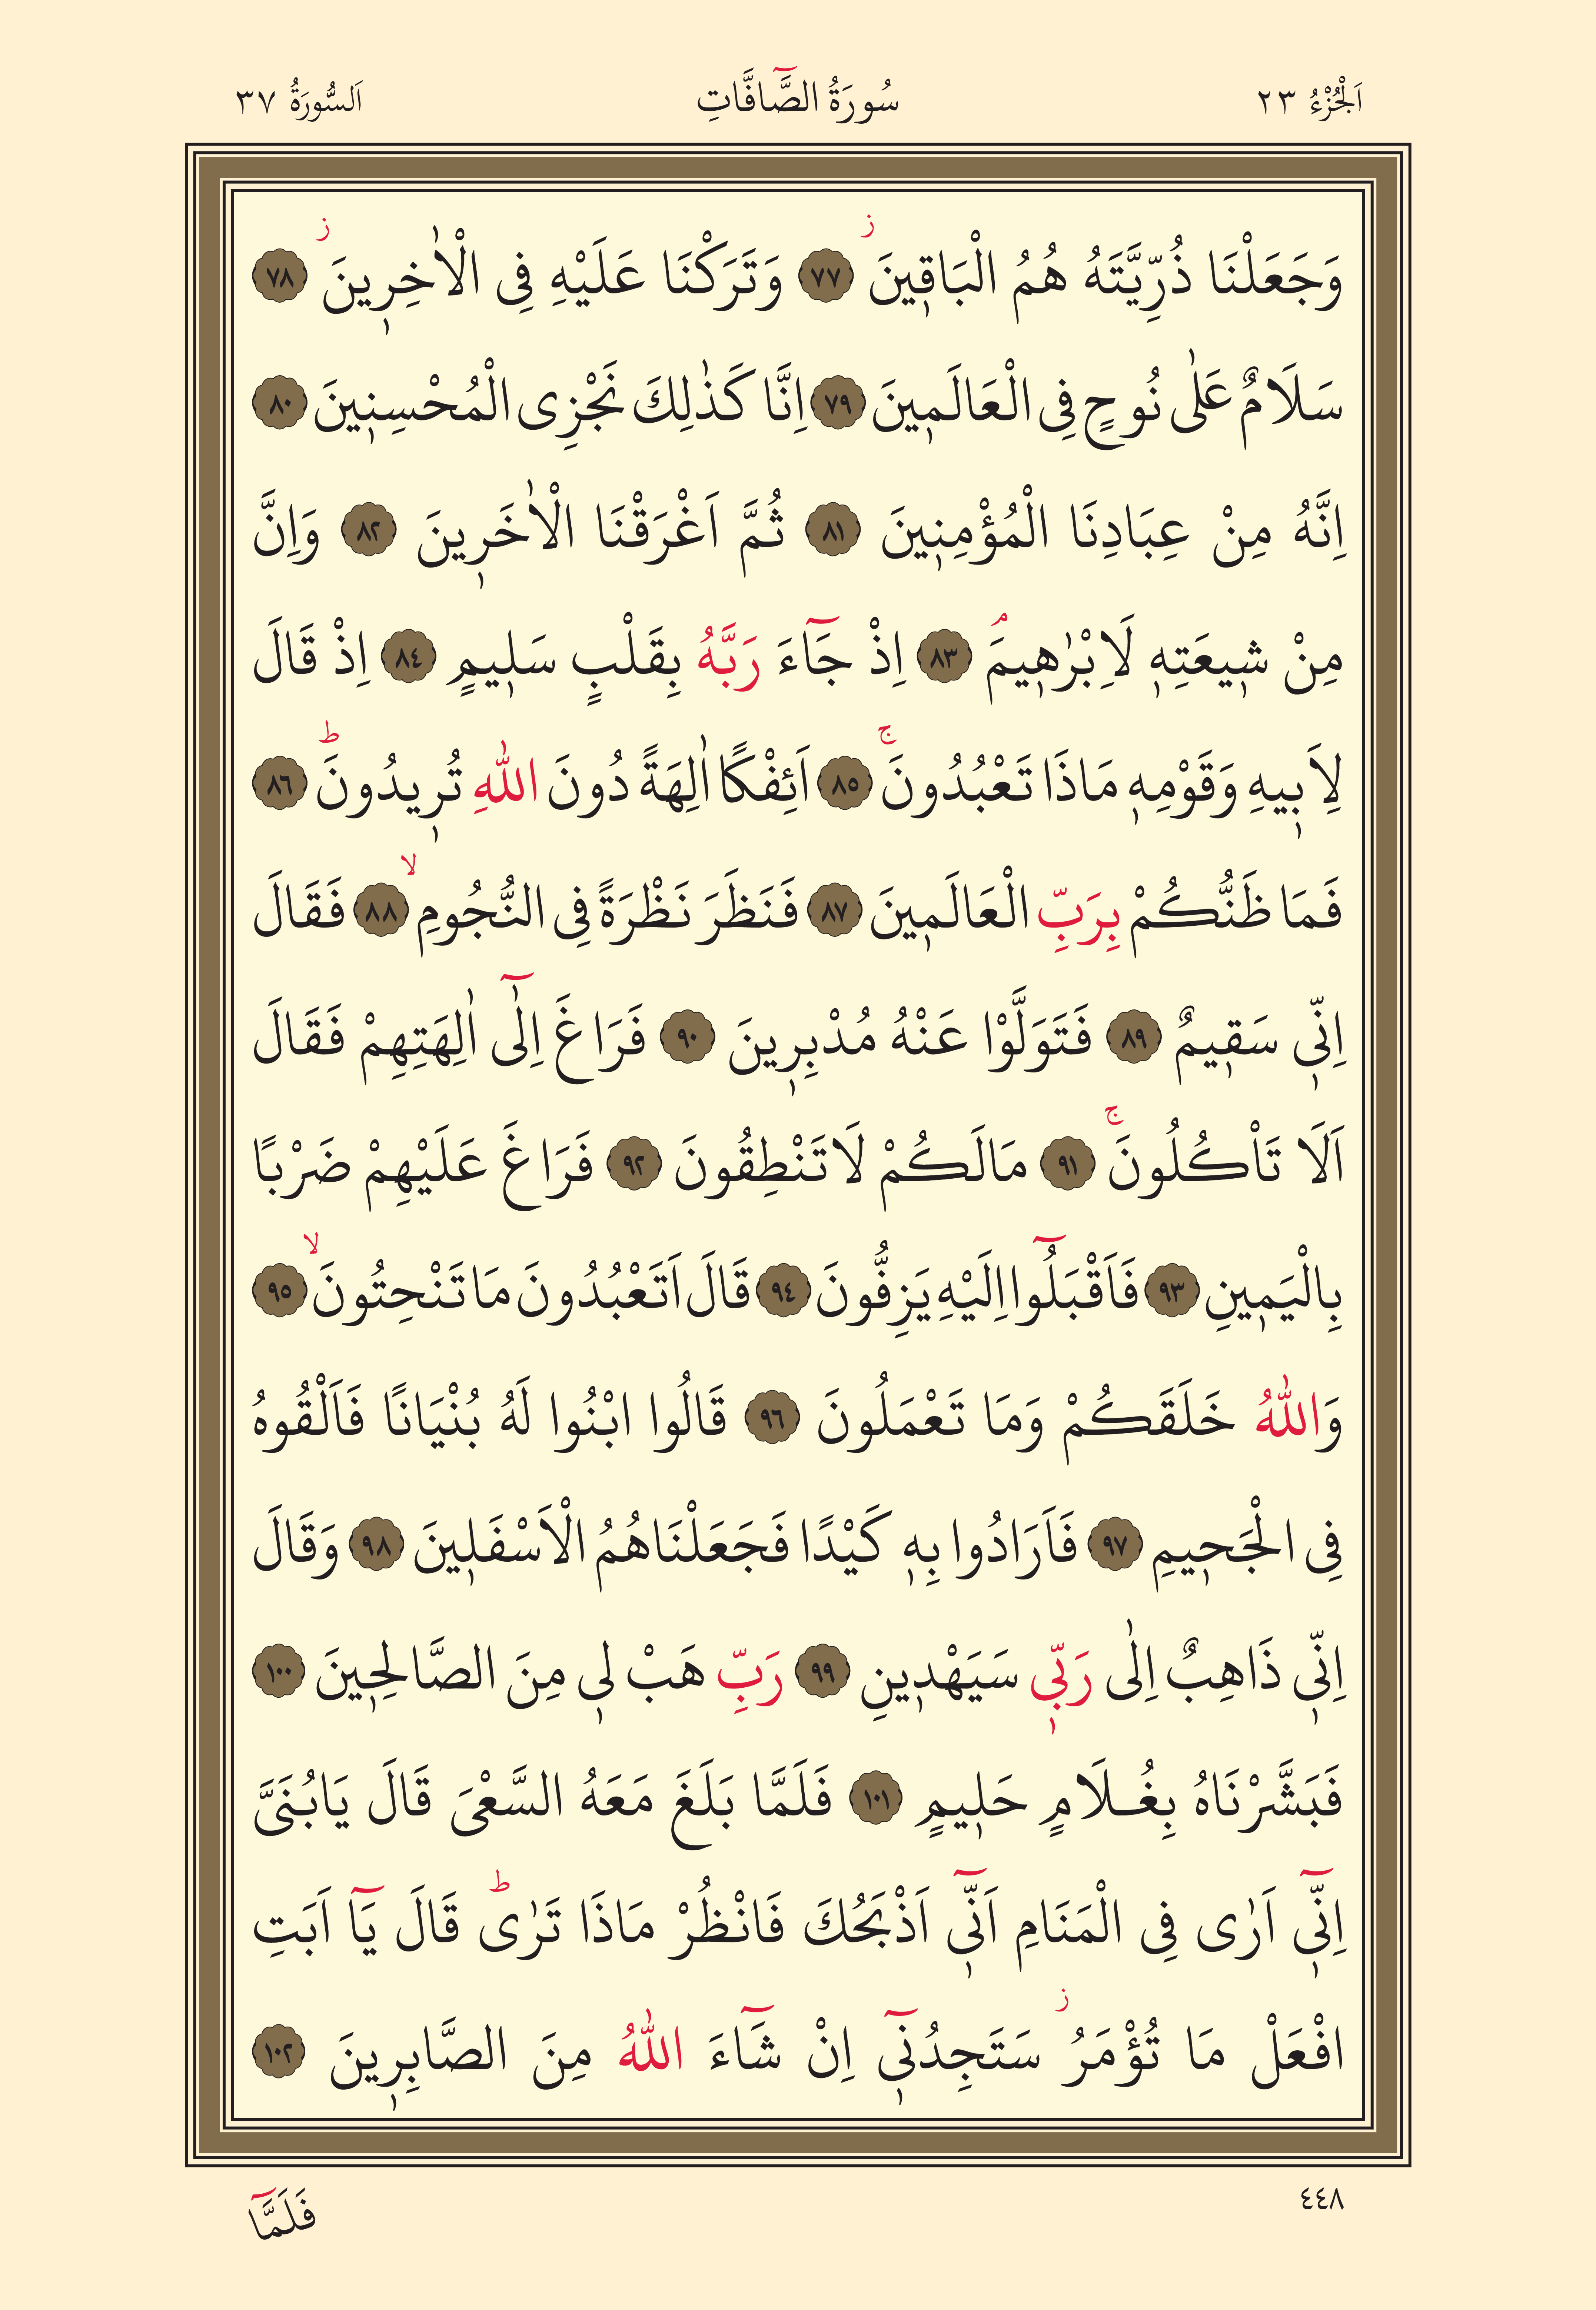 اَلْجُزْءُ ٢٣
سُورَةُ الصَّٓافَّاتِ
اَلسُّورَةُ ٣٧
وَجَعَلْنَا ذُرِّيَّتَهُ هُمُ الْبَاق۪ينَۘ ﴿٧٧﴾ وَتَرَكْنَا عَلَيْهِ فِى الْاٰخِر۪ينَۘ ﴿٧٨﴾
سَلَامٌ عَلٰى نُوحٍ فِى الْعَالَم۪ينَ ﴿٧٩﴾ اِنَّا كَذٰلِكَ نَجْزِى الْمُحْسِن۪ينَ ﴿٨٠﴾
اِنَّهُ مِنْ عِبَادِنَا الْمُؤْمِن۪ينَ ﴿٨١﴾ ثُمَّ اَغْرَقْنَا الْاٰخَر۪ينَ ﴿٨٢﴾ وَاِنَّ
مِنْ ش۪يعَتِه۪ لَاِبْرٰه۪يمَۢ ﴿٨٣﴾ اِذْ جَٓاءَ رَبَّهُ بِقَلْبٍ سَل۪يمٍ ﴿٨٤﴾ اِذْ قَالَ
لِاَب۪يهِ وَقَوْمِه۪ مَاذَا تَعْبُدُونَۚ ﴿٨٥﴾ اَئِفْكًا اٰلِهَةً دُونَ اللّٰهِ تُر۪يدُونَۜ ﴿٨٦﴾
فَمَا ظَنُّكُمْ بِرَبِّ الْعَالَم۪ينَ ﴿٨٧﴾ فَنَظَرَ نَظْرَةً فِى النُّجُومِۙ ﴿٨٨﴾ فَقَالَ
اِنّ۪ى سَق۪يمٌ ﴿٨٩﴾ فَتَوَلَّوْا عَنْهُ مُدْبِر۪ينَ ﴿٩٠﴾ فَرَاغَ اِلٰٓى اٰلِهَتِهِمْ فَقَالَ
اَلَا تَاْكُلُونَۚ ﴿٩١﴾ مَالَكُمْ لَا تَنْطِقُونَ ﴿٩٢﴾ فَرَاغَ عَلَيْهِمْ ضَرْبًا
بِالْيَم۪ينِ ﴿٩٣﴾ فَاَقْبَلُٓوا اِلَيْهِ يَزِفُّونَ ﴿٩٤﴾ قَالَ اَتَعْبُدُونَ مَا تَنْحِتُونَۙ ﴿٩٥﴾
وَاللّٰهُ خَلَقَكُمْ وَمَا تَعْمَلُونَ ﴿٩٦﴾ قَالُوا ابْنُوا لَهُ بُنْيَانًا فَاَلْقُوهُ
فِى الْجَح۪يمِ ﴿٩٧﴾ فَاَرَادُوا بِه۪ كَيْدًا فَجَعَلْنَاهُمُ الْاَسْفَل۪ينَ ﴿٩٨﴾ وَقَالَ
اِنّ۪ى ذَاهِبٌ اِلٰى رَبّ۪ى سَيَهْد۪ينِ ﴿٩٩﴾ رَبِّ هَبْ ل۪ى مِنَ الصَّالِح۪ينَ ﴿١٠٠﴾
فَبَشَّرْنَاهُ بِغُـلَامٍ حَل۪يمٍ ﴿١٠١﴾ فَلَمَّا بَلَغَ مَعَهُ السَّعْىَ قَالَ يَابُنَىَّ
اِنّ۪ٓى اَرٰى فِى الْمَنَامِ اَنّ۪ٓى اَذْبَحُكَ فَانْظُرْ مَاذَا تَرٰىۜ قَالَ يَٓا اَبَتِ
افْعَلْ مَا تُؤْمَرُۘ سَتَجِدُن۪ٓى اِنْ شَٓاءَ اللّٰهُ مِنَ الصَّابِر۪ينَ ﴿١٠٢﴾
٤٤٨
فَلَمَّٓا